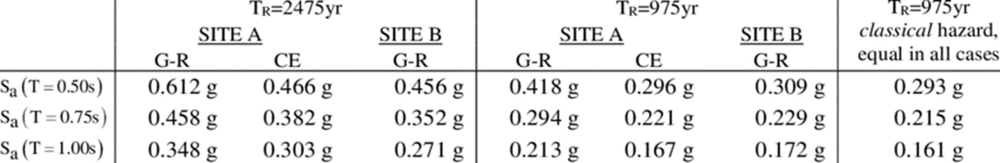 T_R=2475yr T_R=975yr T_R=975yr
SITE A SITE B SITE A SITE B classical hazard,
G-R CE G-R G-R CE G-R equal in all cases
S_a (T = 0.50s) 0.612 g 0.466 g 0.456 g 0.418 g 0.296 g 0.309 g 0.293 g
S_a (T = 0.75s) 0.458 g 0.382 g 0.352 g 0.294 g 0.221 g 0.229 g 0.215 g
S_a (T = 1.00s) 0.348 g 0.303 g 0.271 g 0.213 g 0.167 g 0.172 g 0.161 g